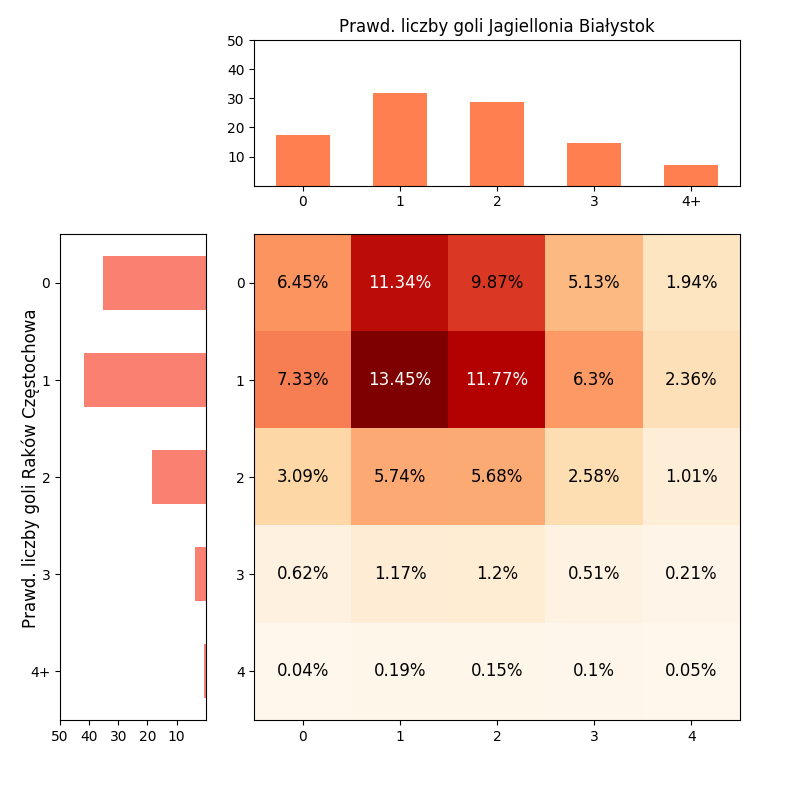 Prawd. liczby goli Jagiellonia Białystok
50
40
30
20
10
0 1 2 3 4+
Prawd. liczby goli Raków Częstochowa
0
1
2
3
4+
50 40 30 20 10
0 6.45% 11.34% 9.87% 5.13% 1.94%
1 7.33% 13.45% 11.77% 6.3% 2.36%
2 3.09% 5.74% 5.68% 2.58% 1.01%
3 0.62% 1.17% 1.2% 0.51% 0.21%
4 0.04% 0.19% 0.15% 0.1% 0.05%
0 1 2 3 4